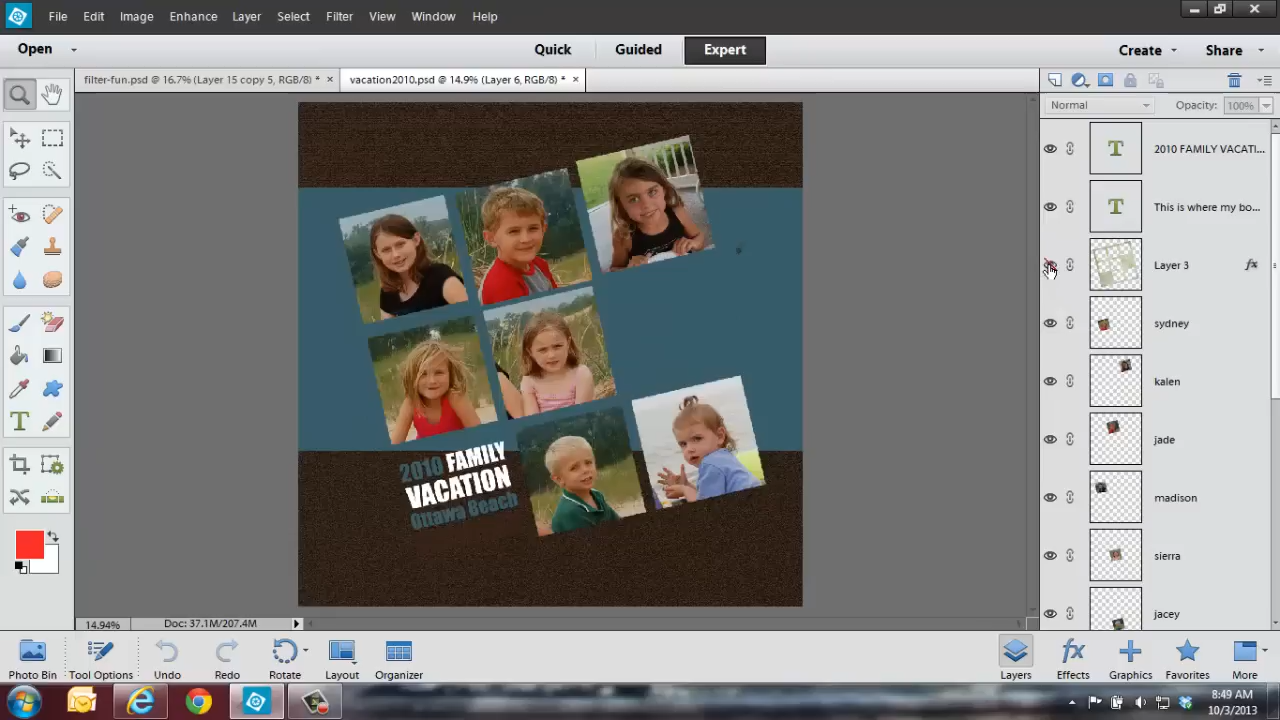 File Edit Image Enhance Layer Select Filter View Window Help
Open Quick Guided Expert Create Share
filter-fun.psd @ 16.7% (Layer 15 copy 5, RGB/8) * × vacation2010.psd @ 14.9% (Layer 6, RGB/8) * ×
Normal Opacity: 100%
T 2010 FAMILY VACATI...
T This is where my bo...
Layer 3 fx
sydney
kalen
jade
madison
sierra
jacey
2010 FAMILY
VACATION
Ottawa Beach
T
14.94% Doc: 37.1M/207.4M
fx
Photo Bin Tool Options Undo Redo Rotate Layout Organizer Layers Effects Graphics Favorites More
8:49 AM
10/3/2013